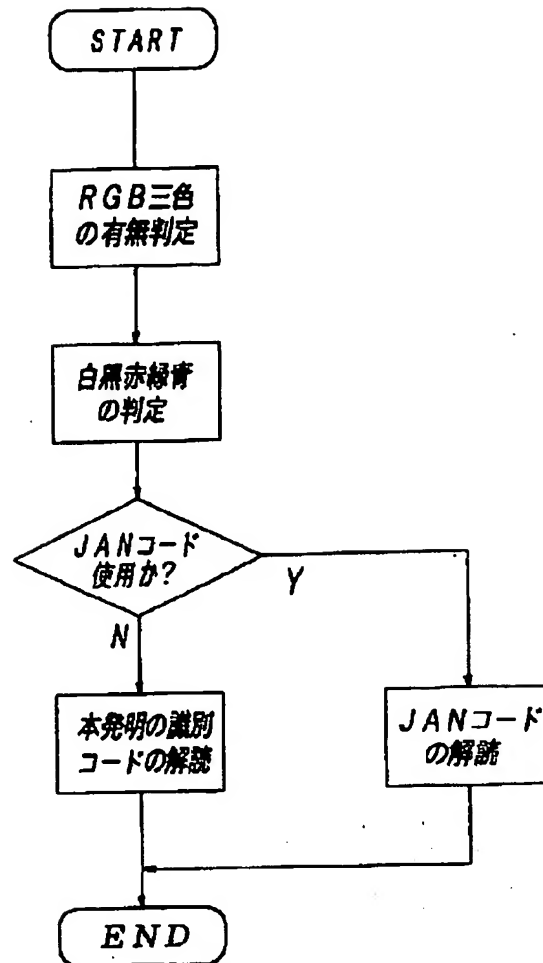 START
RGB三色
の有無判定
白黒赤緑青
の判定
JANコード
使用か?
Y
N
本発明の識別
コードの解読
JANコード
の解読
END